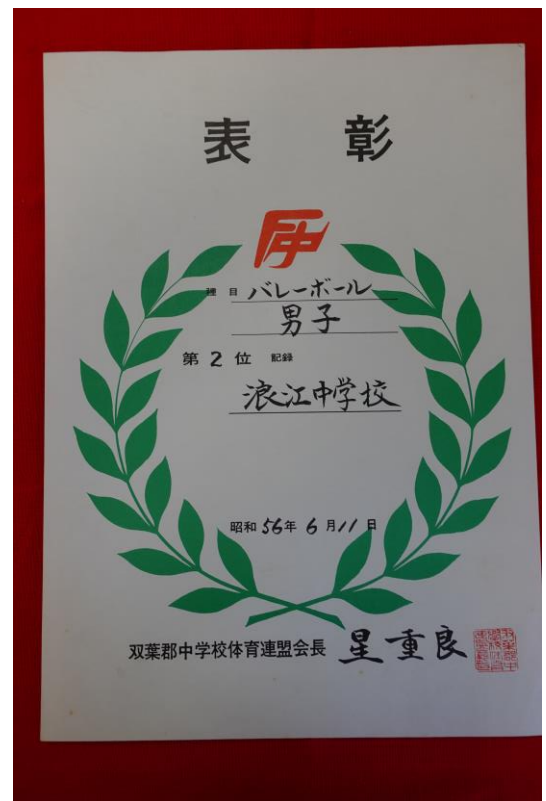 表彰
種目 バレーボール
男子
第2位 記録
浪江中学校
昭和56年6月11日
双葉郡中学校体育連盟会長 星重良